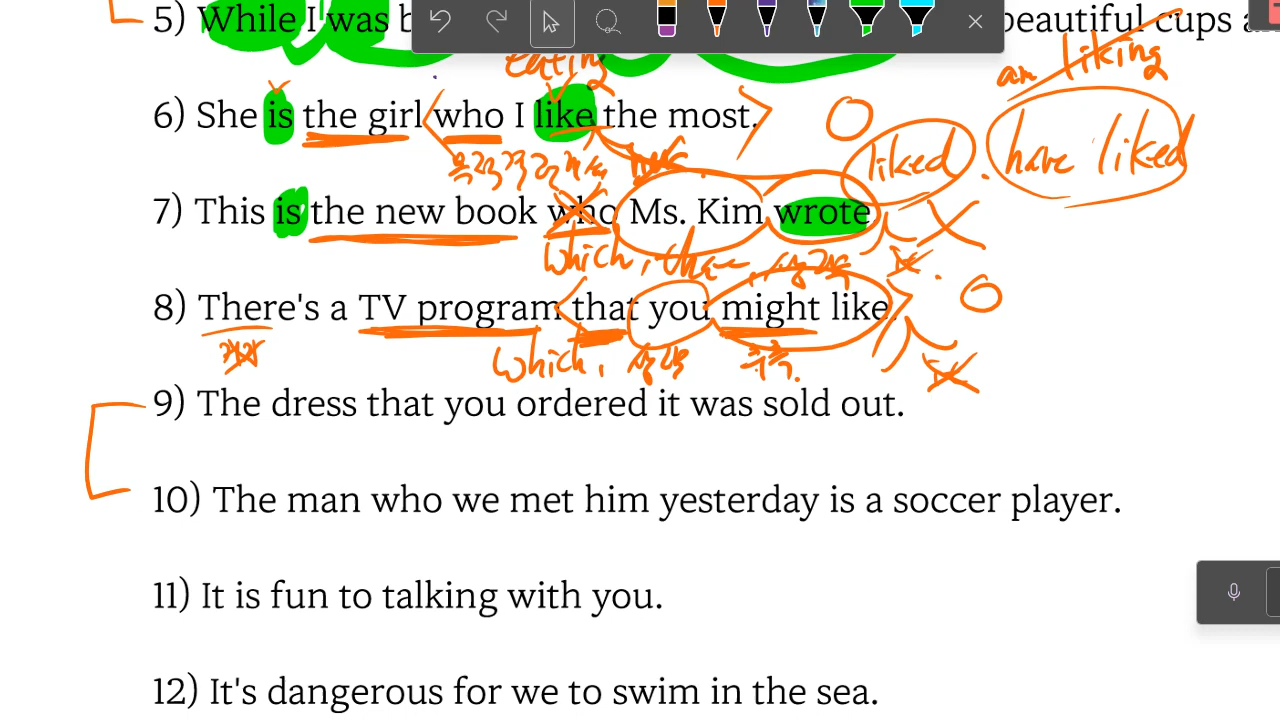 5) While I was b beautiful cups a
eating
an liking
6) She is the girl who I like the most.
liked . have liked
7) This is the new book who Ms. Kim wrote
which, that,
8) There's a TV program that you might like.
which,
9) The dress that you ordered it was sold out.
10) The man who we met him yesterday is a soccer player.
11) It is fun to talking with you.
12) It's dangerous for we to swim in the sea.